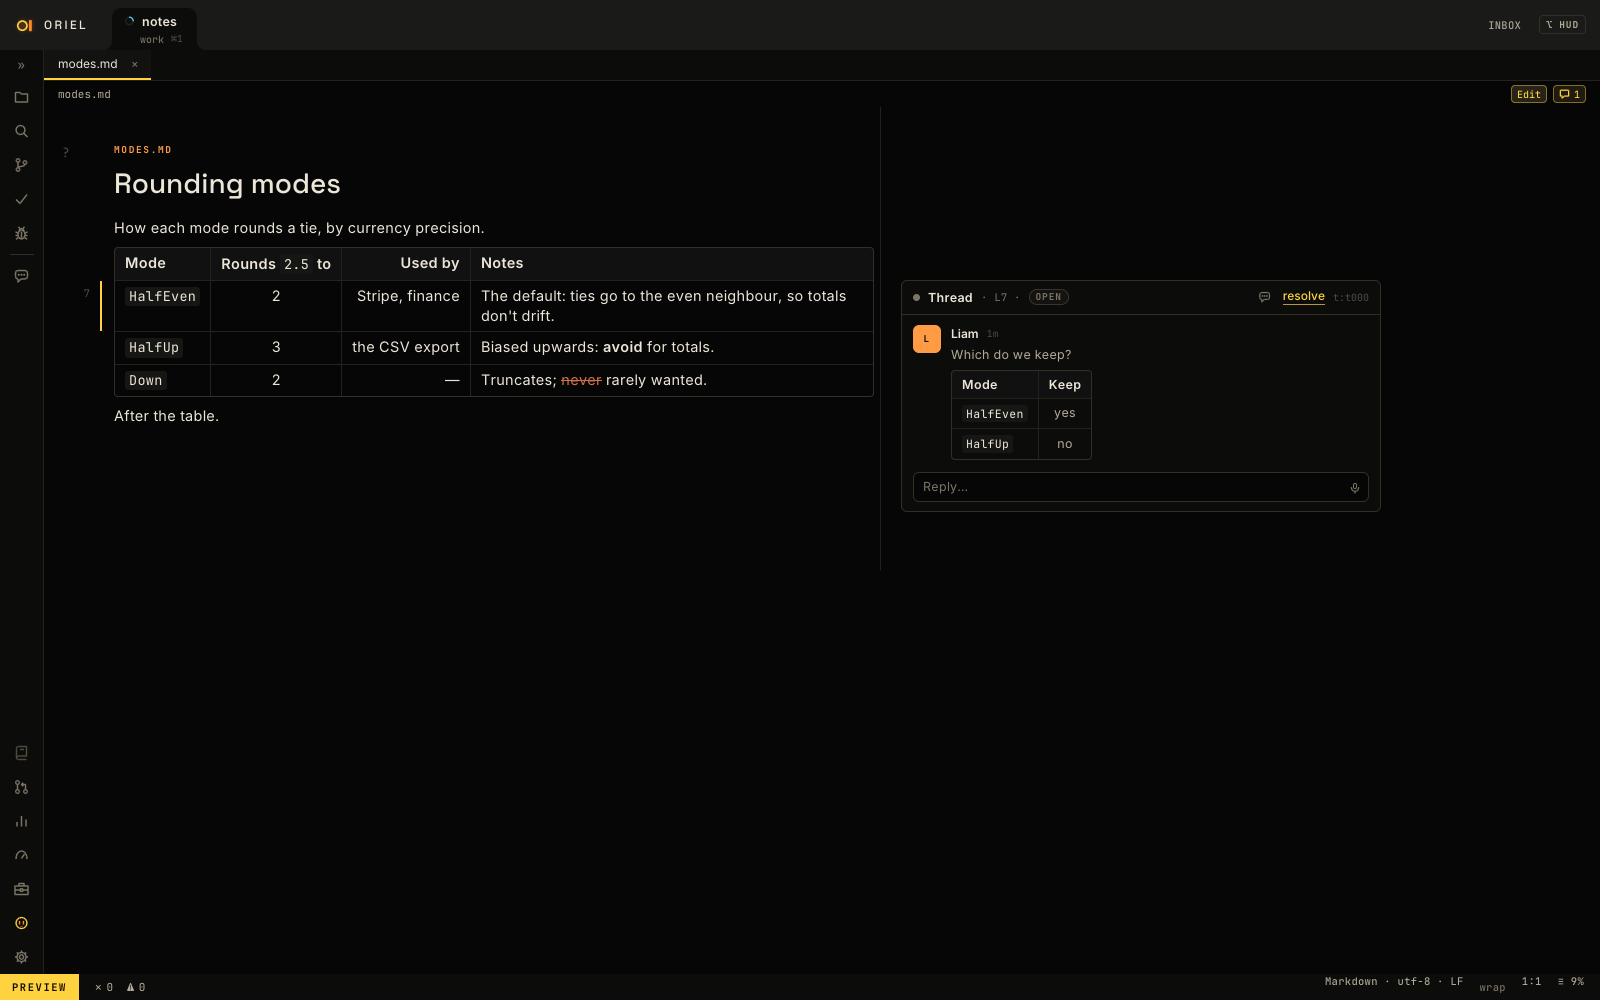 ORIEL
notes
work ⌘1
INBOX
⌥ HUD
»
modes.md ×
modes.md
Edit
1
?
MODES.MD
Rounding modes
How each mode rounds a tie, by currency precision.
Mode Rounds 2.5 to Used by Notes
7
HalfEven 2 Stripe, finance The default: ties go to the even neighbour, so totals
don't drift.
HalfUp 3 the CSV export Biased upwards: avoid for totals.
Down 2 — Truncates; never rarely wanted.
After the table.
Thread · L7 · OPEN resolve t:t000
L
Liam 1m
Which do we keep?
Mode Keep
HalfEven yes
HalfUp no
Reply...
PREVIEW × 0 0
Markdown · utf-8 · LF wrap 1:1 ≡ 9%